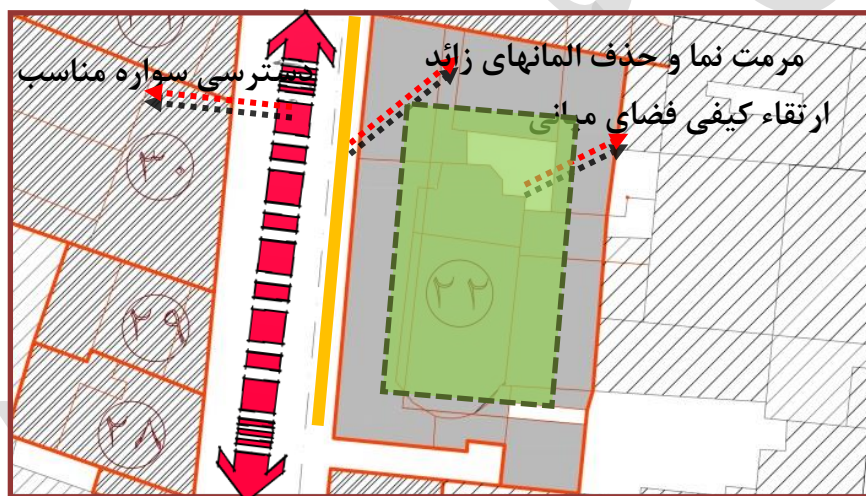 مرمت نما و حذف المانهای زائد
دسترسی سواره مناسب
ارتقاء کیفی فضای میانی
۳۰
۲۲
۲۹
۲۸